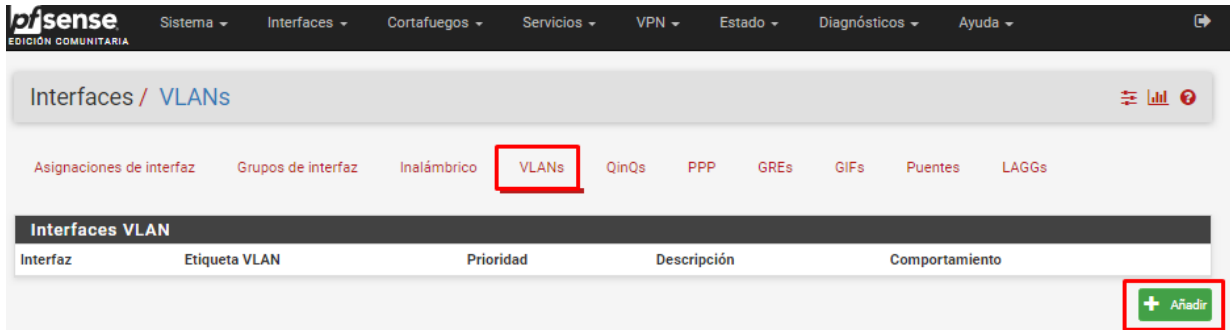 pfsense Sistema Interfaces Cortafuegos Servicios VPN Estado Diagnósticos Ayuda
EDICIÓN COMUNITARIA
Interfaces / VLANs
Asignaciones de interfaz Grupos de interfaz Inalámbrico VLANs QinQs PPP GREs GIFs Puentes LAGGs
Interfaces VLAN
Interfaz Etiqueta VLAN Prioridad Descripción Comportamiento
+ Añadir